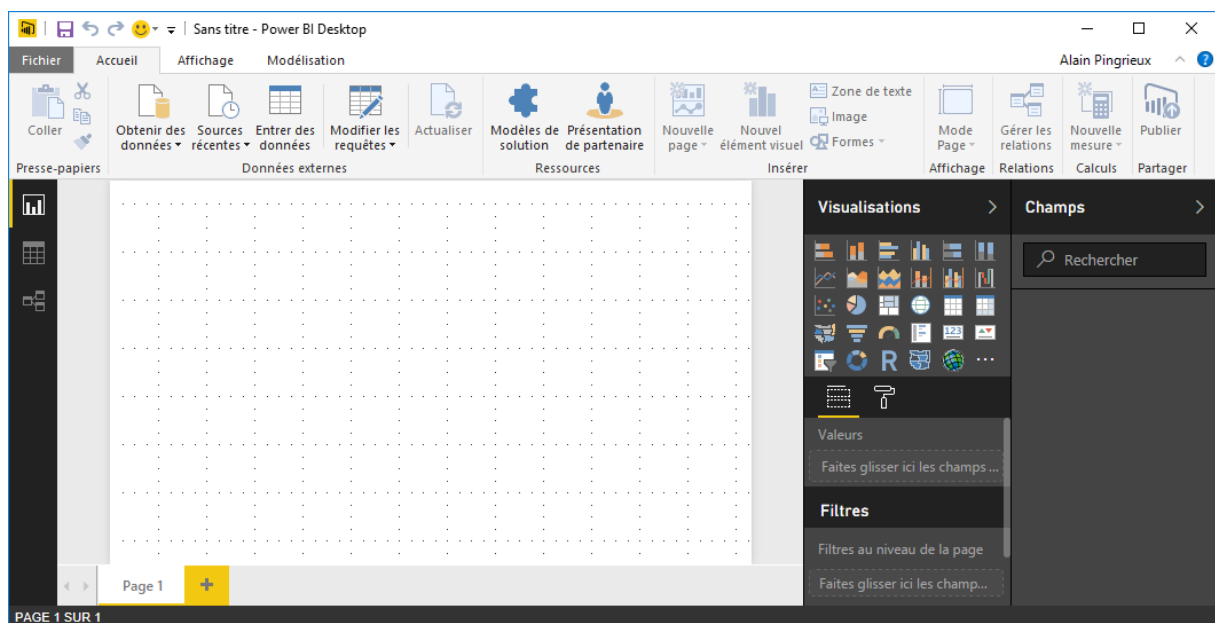 Sans titre - Power BI Desktop
Fichier Accueil Affichage Modélisation Alain Pingrieux
Coller
Obtenir des données
Sources récentes
Entrer des données
Modifier les requêtes
Actualiser
Modèles de solution
Présentation de partenaire
Nouvelle page
Nouvel élément visuel
Zone de texte
Image
Formes
Mode Page
Gérer les relations
Nouvelle mesure
Publier
Presse-papiers Données externes Ressources Insérer Affichage Relations Calculs Partager
Visualisations
Champs
Rechercher
123
R
Valeurs
Faites glisser ici les champs ...
Filtres
Filtres au niveau de la page
Faites glisser ici les champ...
Page 1
PAGE 1 SUR 1